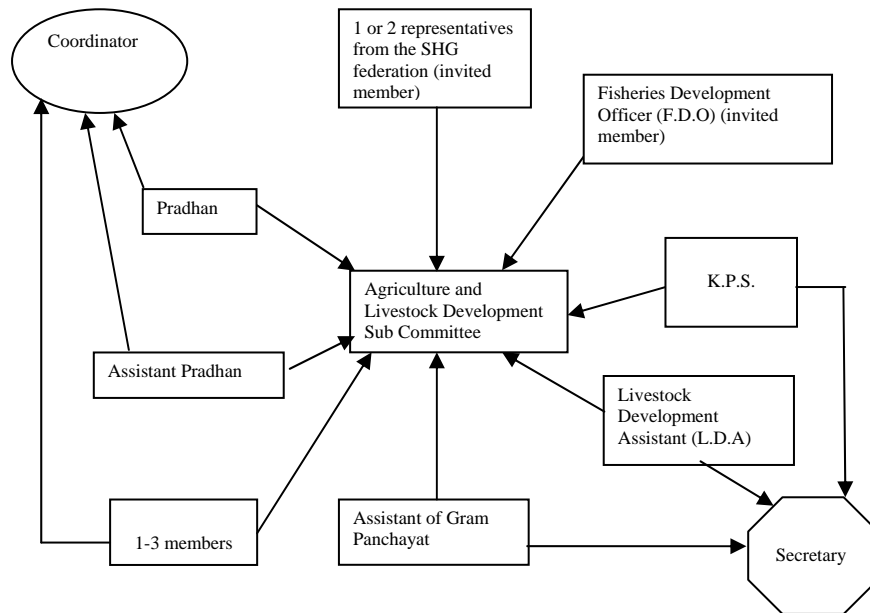 Coordinator
1 or 2 representatives
from the SHG
federation (invited
member)
Fisheries Development
Officer (F.D.O) (invited
member)
Pradhan
K.P.S.
Agriculture and
Livestock Development
Sub Committee
Assistant Pradhan
Livestock
Development
Assistant (L.D.A)
1-3 members
Assistant of Gram
Panchayat
Secretary